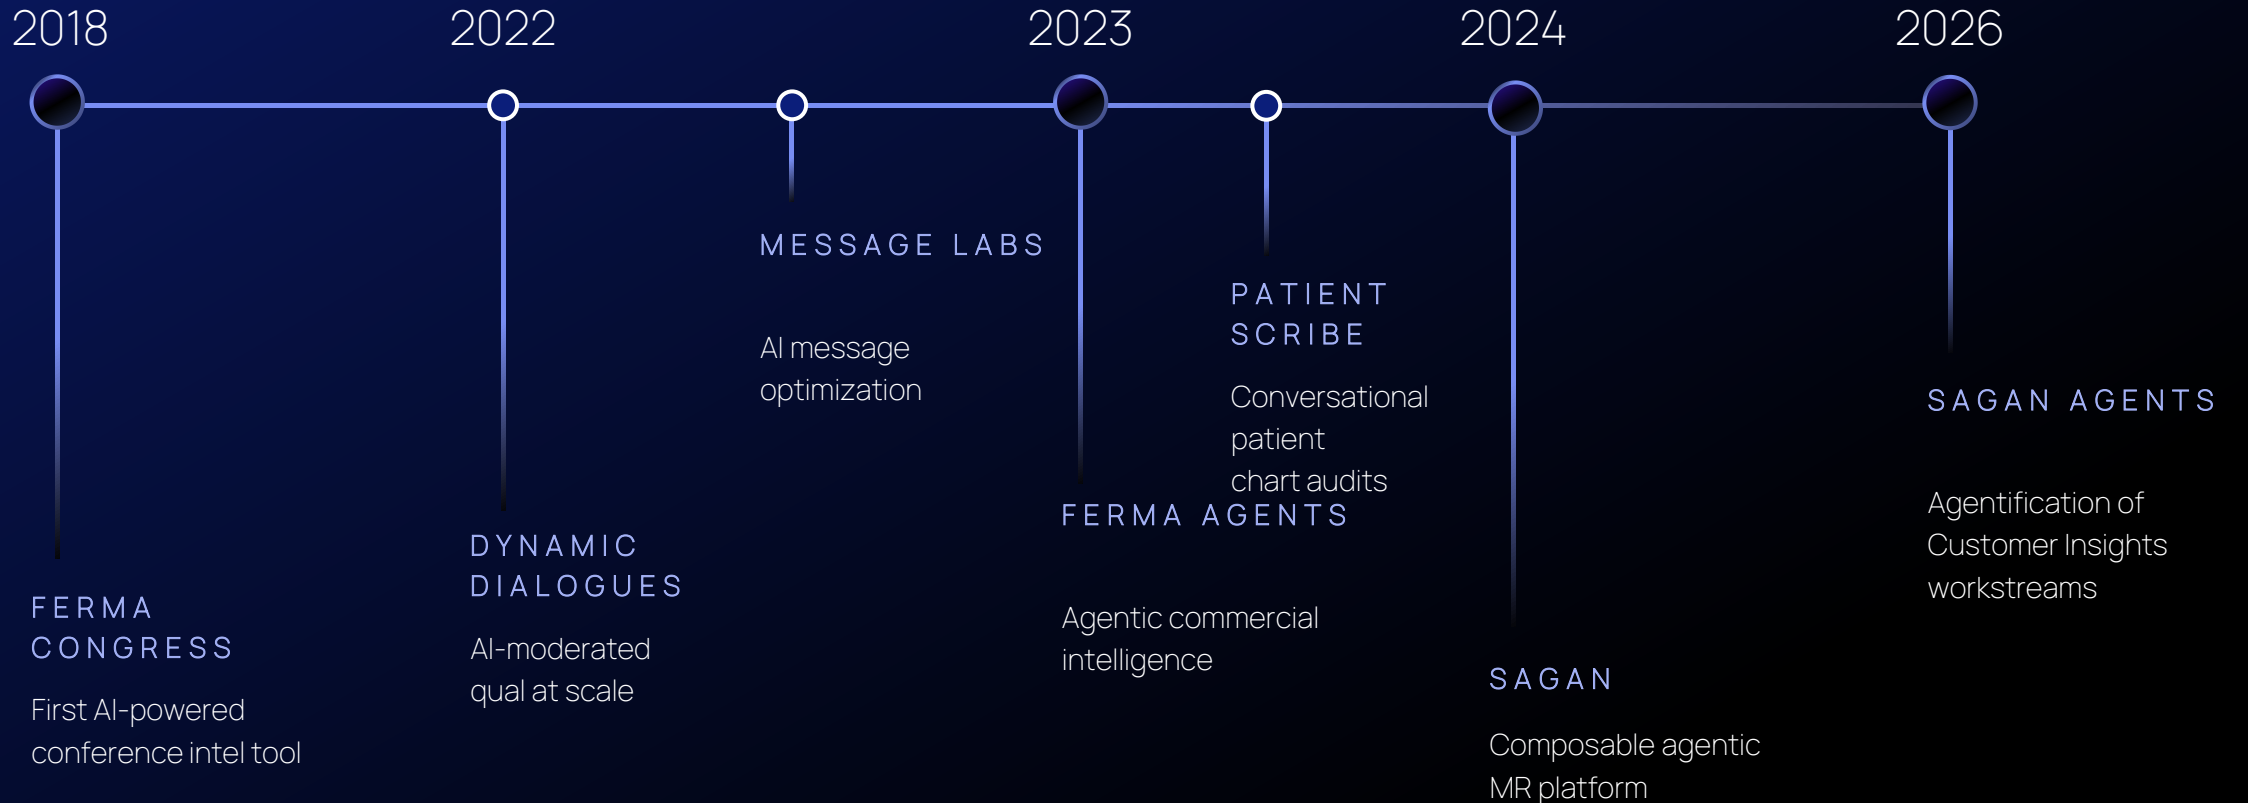 2018
2022
2023
2024
2026
MESSAGE LABS
AI message
optimization
PATIENT
SCRIBE
Conversational
patient
chart audits
SAGAN AGENTS
Agentification of
Customer Insights
workstreams
FERMA AGENTS
Agentic commercial
intelligence
DYNAMIC
DIALOGUES
AI-moderated
qual at scale
FERMA
CONGRESS
First AI-powered
conference intel tool
SAGAN
Composable agentic
MR platform